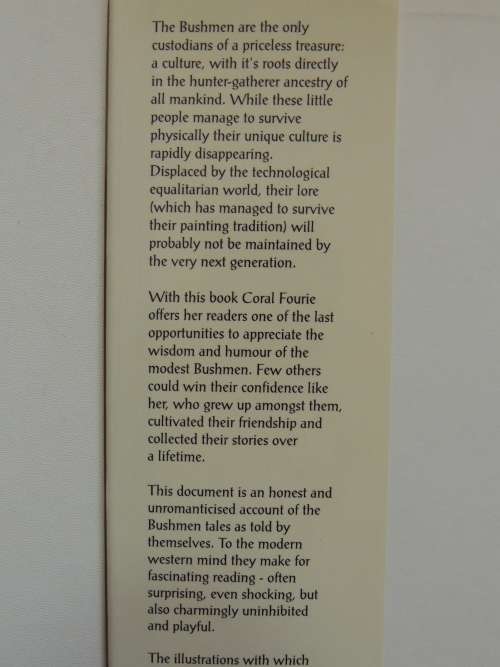 The Bushmen are the only
custodians of a priceless treasure:
a culture, with it's roots directly
in the hunter-gatherer ancestry of
all mankind. While these little
people manage to survive
physically their unique culture is
rapidly disappearing.
Displaced by the technological
equalitarian world, their lore
(which has managed to survive
their painting tradition) will
probably not be maintained by
the very next generation.

With this book Coral Fourie
offers her readers one of the last
opportunities to appreciate the
wisdom and humour of the
modest Bushmen. Few others
could win their confidence like
her, who grew up amongst them,
cultivated their friendship and
collected their stories over
a lifetime.

This document is an honest and
unromanticised account of the
Bushmen tales as told by
themselves. To the modern
western mind they make for
fascinating reading - often
surprising, even shocking, but
also charmingly uninhibited
and playful.

The illustrations with which